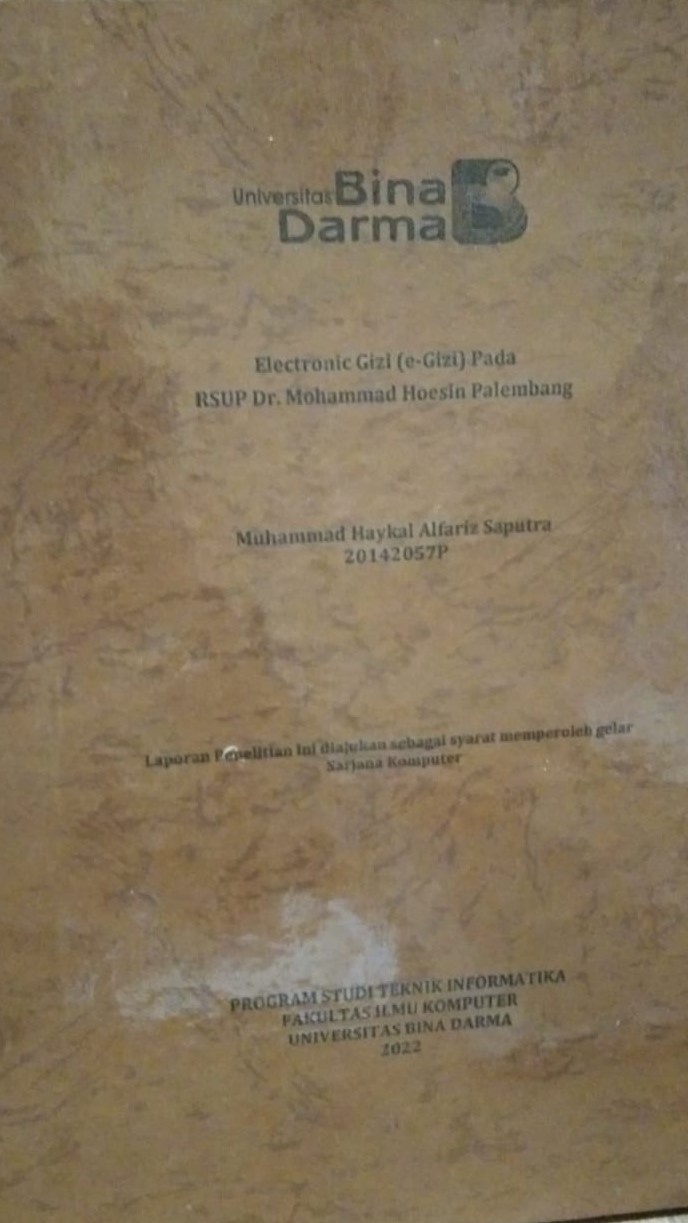 Universitas Bina
Darma
Electronic Gizi (e-Gizi) Pada
RSUP Dr. Mohammad Hoesin Palembang
Muhammad Haykal Alfariz Saputra
20142057P
Laporan Penelitian ini diajukan sebagai syarat memperoleh gelar
Sarjana Komputer
PROGRAM STUDI TEKNIK INFORMATIKA
FAKULTAS ILMU KOMPUTER
UNIVERSITAS BINA DARMA
2022